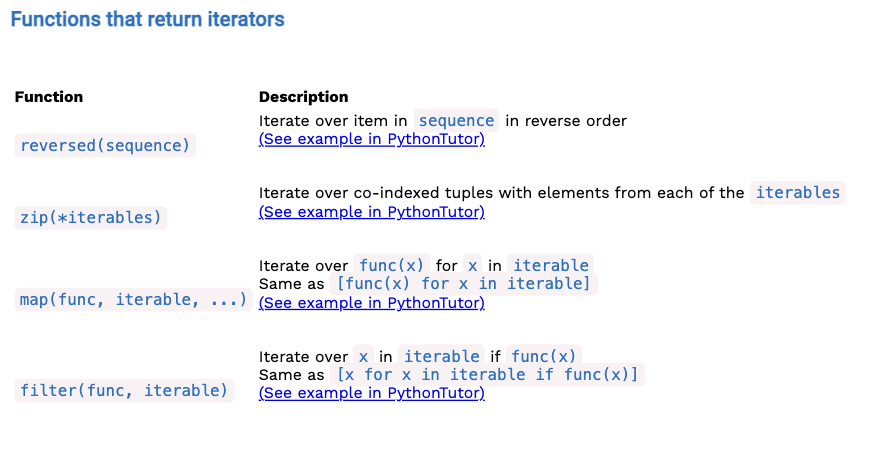 Functions that return iterators
Function Description
Iterate over item in sequence in reverse order
reversed(sequence) (See example in PythonTutor)
Iterate over co-indexed tuples with elements from each of the iterables
zip(*iterables) (See example in PythonTutor)
Iterate over func(x) for x in iterable
Same as [func(x) for x in iterable]
map(func, iterable, ...) (See example in PythonTutor)
Iterate over x in iterable if func(x)
Same as [x for x in iterable if func(x)]
filter(func, iterable) (See example in PythonTutor)